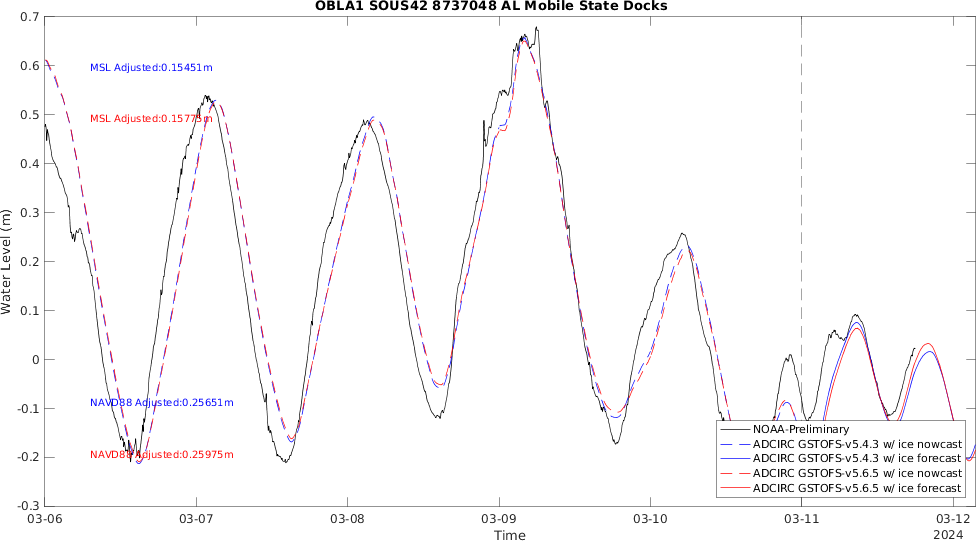 OBLA1 SOUS42 8737048 AL Mobile State Docks
0.7
0.6
0.5
0.4
0.3
0.2
0.1
0
-0.1
-0.2
-0.3
Water Level (m)
MSL Adjusted:0.15451m
MSL Adjusted:0.15775m
NAVD88 Adjusted:0.25651m
NAVD88 Adjusted:0.25975m
NOAA-Preliminary
ADCIRC GSTOFS-v5.4.3 w/ ice nowcast
ADCIRC GSTOFS-v5.4.3 w/ ice forecast
ADCIRC GSTOFS-v5.6.5 w/ ice nowcast
ADCIRC GSTOFS-v5.6.5 w/ ice forecast
03-06 03-07 03-08 03-09 03-10 03-11 03-12
2024
Time